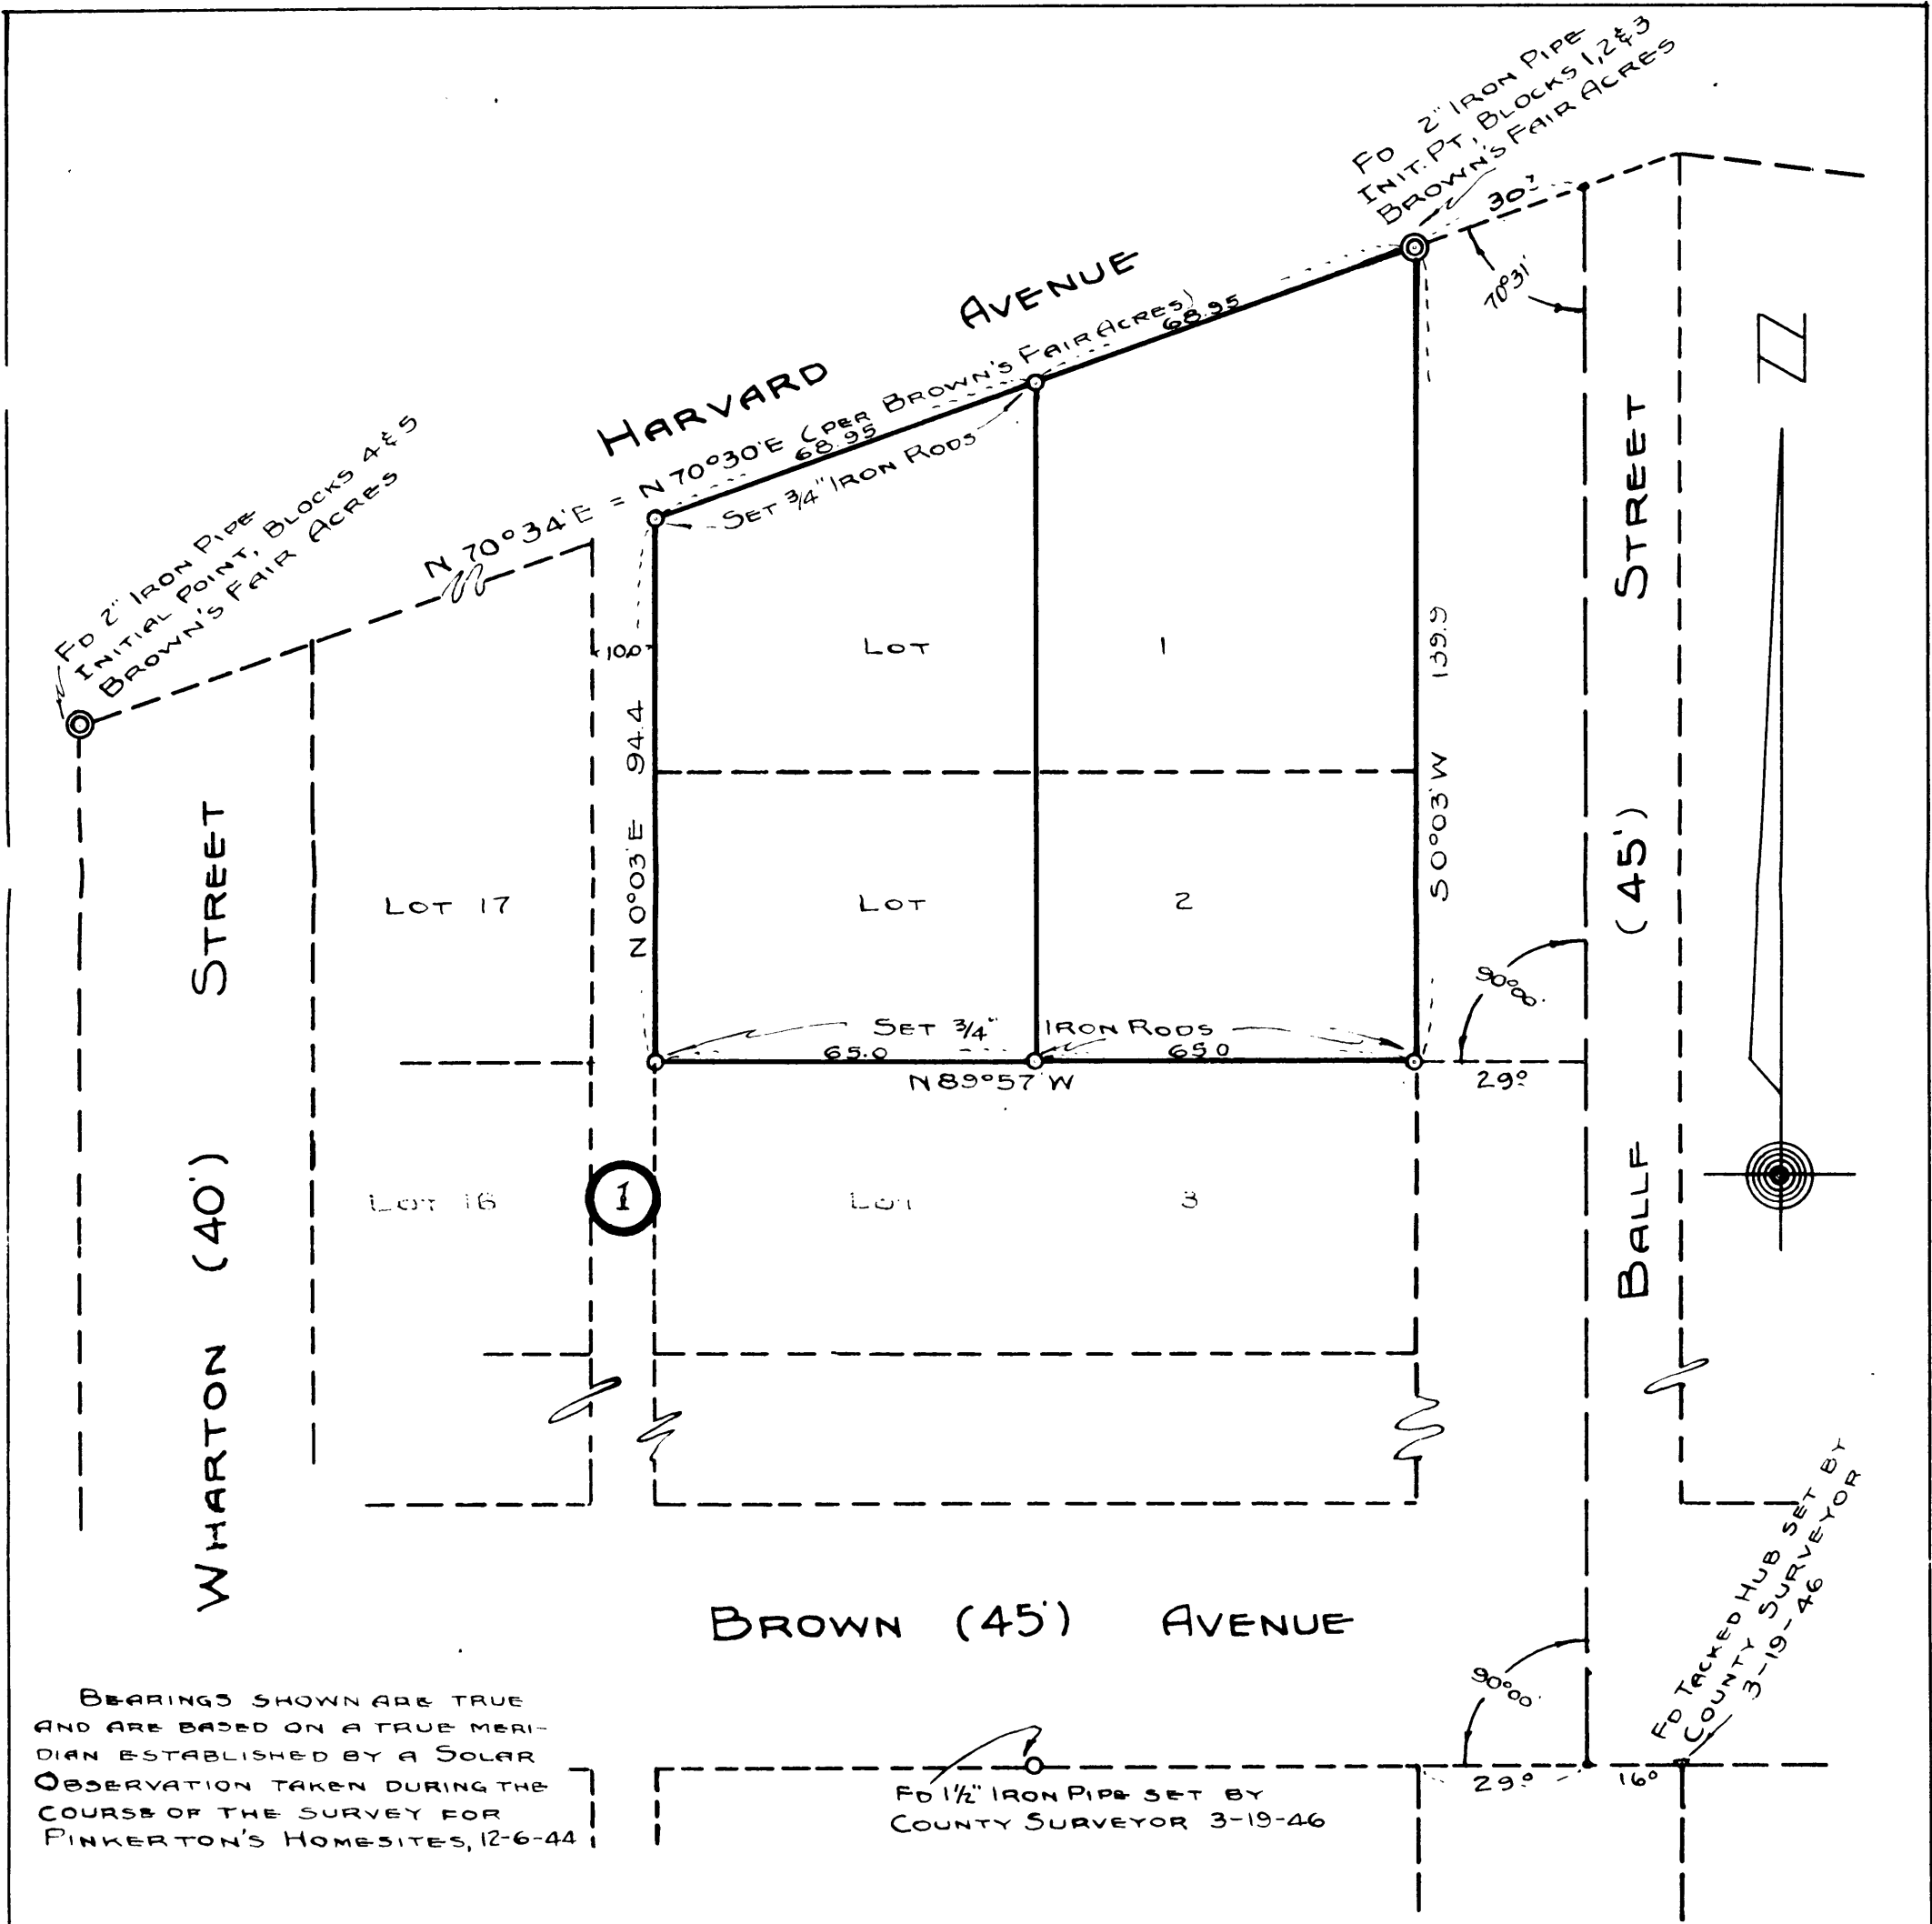 FD 2" IRON PIPE
INIT. PT, BLOCKS 1,2&3
BROWN'S FAIR ACRES
30.?
70°31'
HARVARD AVENUE
N 70°34'E = N 70°30'E (PER BROWN'S FAIR ACRES)
68.95
68.95
SET 3/4" IRON RODS
FD 2" IRON PIPE
INITIAL POINT, BLOCKS 4&5
BROWN'S FAIR ACRES
10.0
LOT 1
N 0°03'E 94.4
S 0°03'W 139.9
LOT 17
LOT 2
90°00'
SET 3/4" IRON RODS
65.0
65.0
N 89°57'W
29.0
LOT 16
1
LOT 3
WHARTON (40') STREET
BALLF (45') STREET
BROWN (45') AVENUE
90°00'
FD TACKED HUB SET BY
COUNTY SURVEYOR
3-19-46
29.0
16.0
FD 1½" IRON PIPE SET BY
COUNTY SURVEYOR 3-19-46
BEARINGS SHOWN ARE TRUE
AND ARE BASED ON A TRUE MERI-
DIAN ESTABLISHED BY A SOLAR
OBSERVATION TAKEN DURING THE
COURSE OF THE SURVEY FOR
PINKERTON'S HOMESITES, 12-6-44